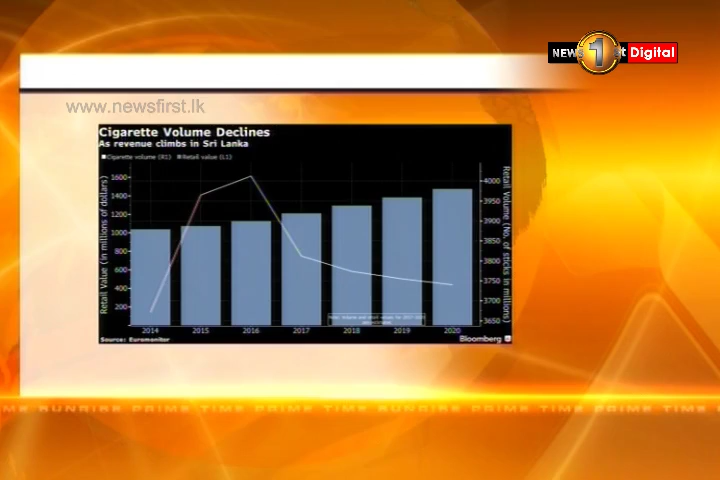 NEWS 1st Digital
www.newsfirst.lk
Cigarette Volume Declines
As revenue climbs in Sri Lanka
Cigarette volume (R1) Retail value (L1)
Retail Value (in millions of dollars)
1600
1400
1200
1000
800
600
400
200
4000
3950
3900
3850
3800
3750
3700
3650
Retail Volume (No. of sticks in millions)
2014 2015 2016 2017 2018 2019 2020
Source: Euromonitor
Bloomberg
TIME SUNRISE PRIME TIME PRIME TIME SUNRISE PRIME TIME